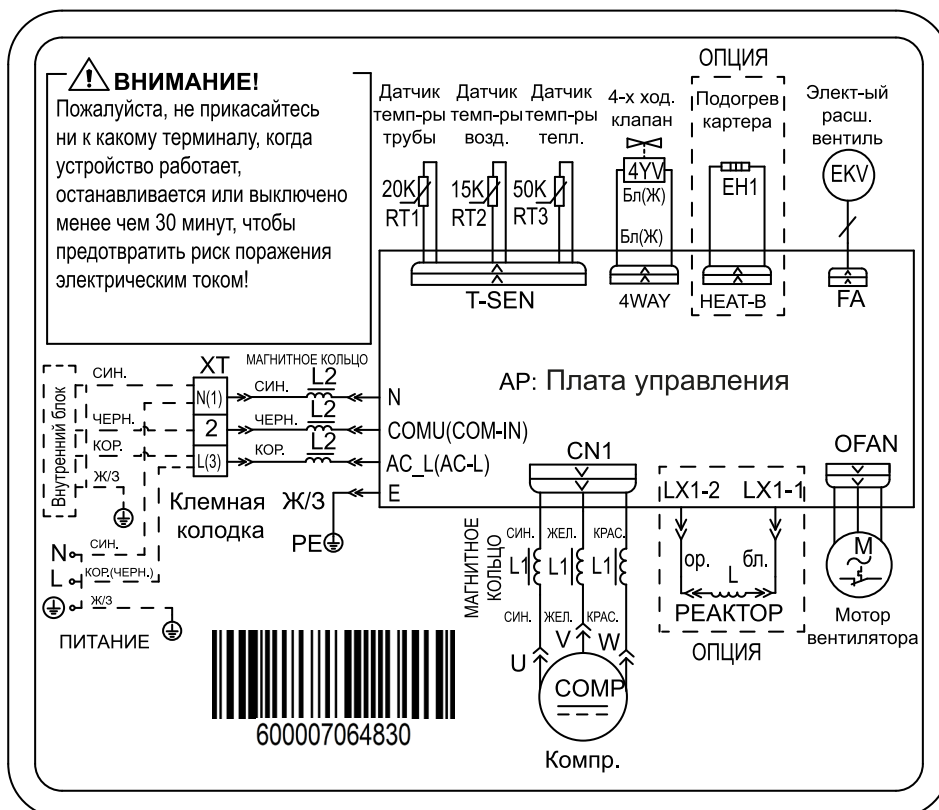 ВНИМАНИЕ!
Пожалуйста, не прикасайтесь
ни к какому терминалу, когда
устройство работает,
останавливается или выключено
менее чем 30 минут, чтобы
предотвратить риск поражения
электрическим током!
Датчик
темп-ры
трубы
Датчик
темп-ры
возд.
Датчик
темп-ры
тепл.
4-х ход.
клапан
ОПЦИЯ
Подогрев
картера
Элект-ый
расш.
вентиль
20K
RT1
15K
RT2
50K
RT3
4YV
Бл(Ж)
Бл(Ж)
EH1
EKV
T-SEN
4WAY
HEAT-B
FA
AP: Плата управления
Внутренний блок
СИН.
ЧЕРН.
КОР.
Ж/З
XT
N(1)
2
L(3)
Клемная
колодка
МАГНИТНОЕ КОЛЬЦО
СИН.
L2
N
ЧЕРН.
L2
COMU(COM-IN)
КОР.
L2
AC_L(AC-L)
Ж/З
E
PE
N
СИН.
L
КОР.(ЧЕРН.)
Ж/З
ПИТАНИЕ
CN1
МАГНИТНОЕ
КОЛЬЦО
СИН.
ЖЕЛ.
КРАС.
L1
L1
L1
СИН.
ЖЕЛ.
КРАС.
U
V
W
COMP
Компр.
LX1-2
LX1-1
ор.
бл.
L
РЕАКТОР
ОПЦИЯ
OFAN
M
Мотор
вентилятора
600007064830